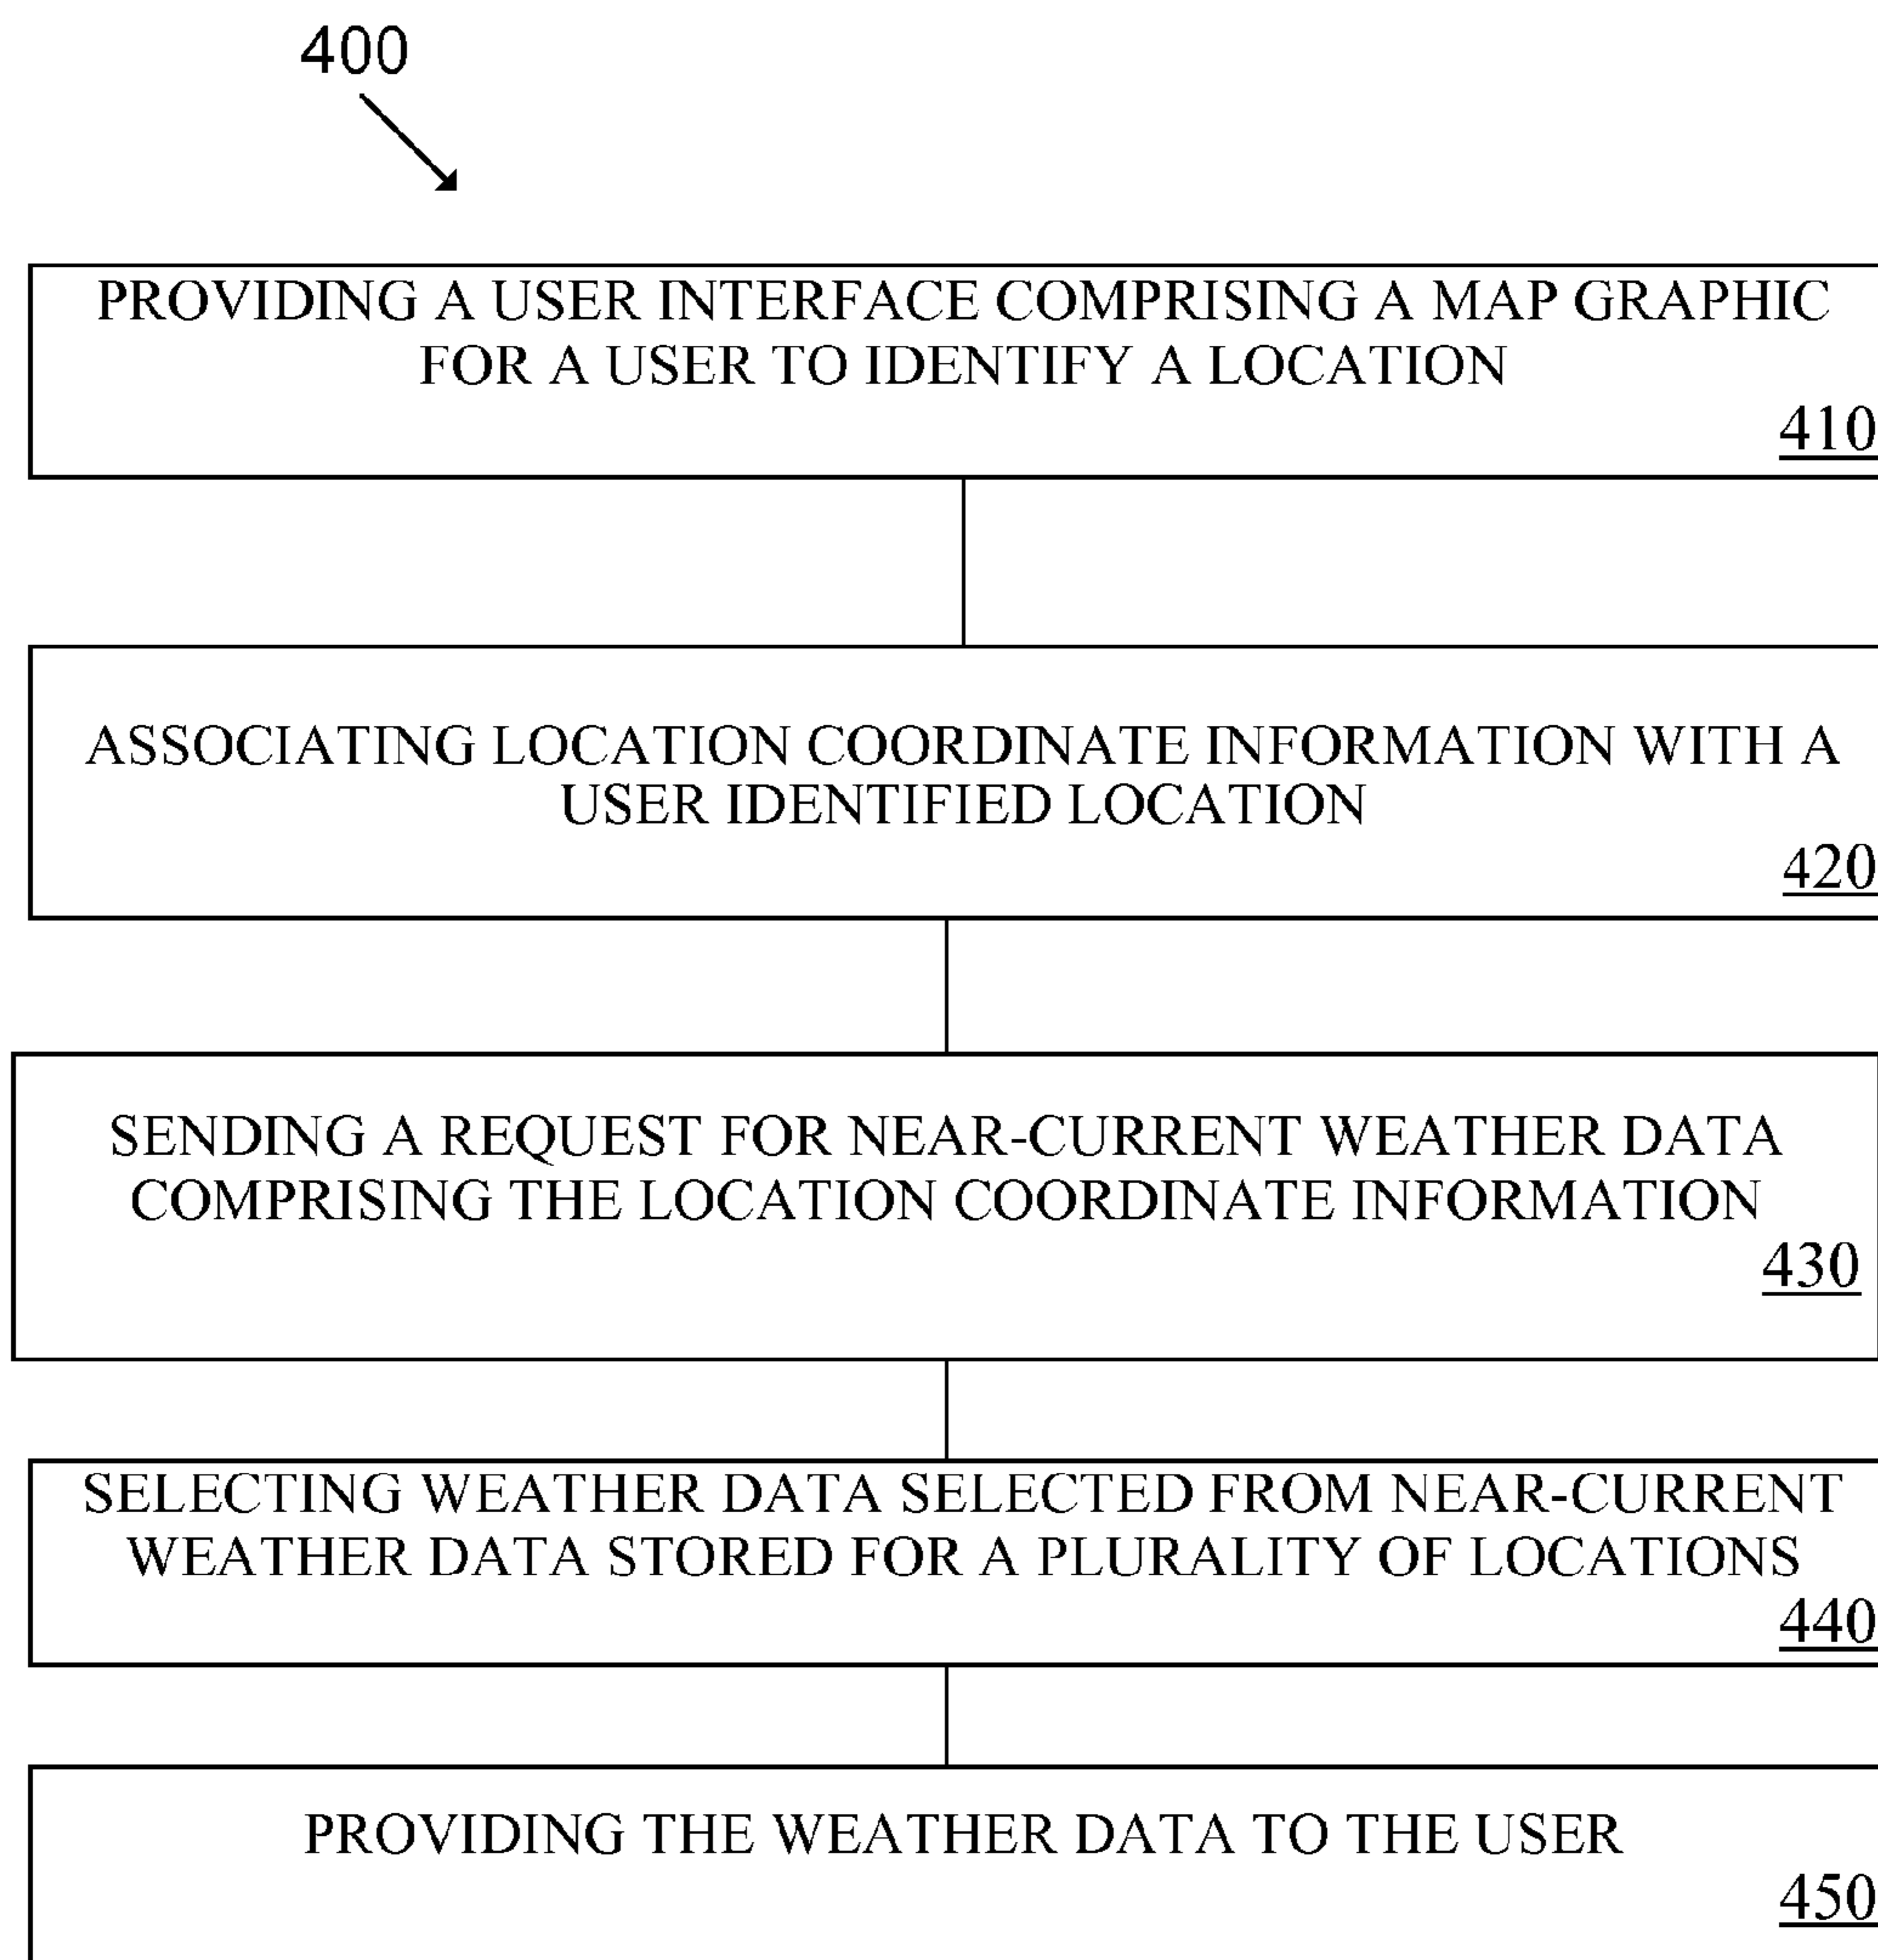 400
PROVIDING A USER INTERFACE COMPRISING A MAP GRAPHIC
FOR A USER TO IDENTIFY A LOCATION
410
ASSOCIATING LOCATION COORDINATE INFORMATION WITH A
USER IDENTIFIED LOCATION
420
SENDING A REQUEST FOR NEAR-CURRENT WEATHER DATA
COMPRISING THE LOCATION COORDINATE INFORMATION
430
SELECTING WEATHER DATA SELECTED FROM NEAR-CURRENT
WEATHER DATA STORED FOR A PLURALITY OF LOCATIONS
440
PROVIDING THE WEATHER DATA TO THE USER
450